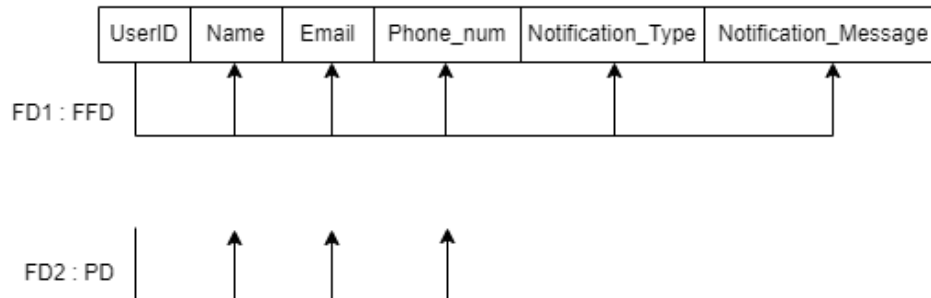 UserID Name Email Phone_num Notification_Type Notification_Message
FD1 : FFD
FD2 : PD